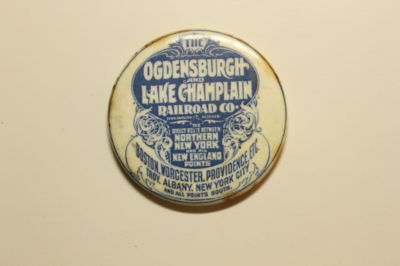 THE
OGDENSBURGH
AND
LAKE CHAMPLAIN
RAILROAD CO.
THE
DIRECT ROUTE BETWEEN
NORTHERN
NEW YORK
AND
NEW ENGLAND
POINTS
BOSTON, WORCESTER, PROVIDENCE, ETC.
TROY, ALBANY, NEW YORK CITY
AND ALL POINTS SOUTH.